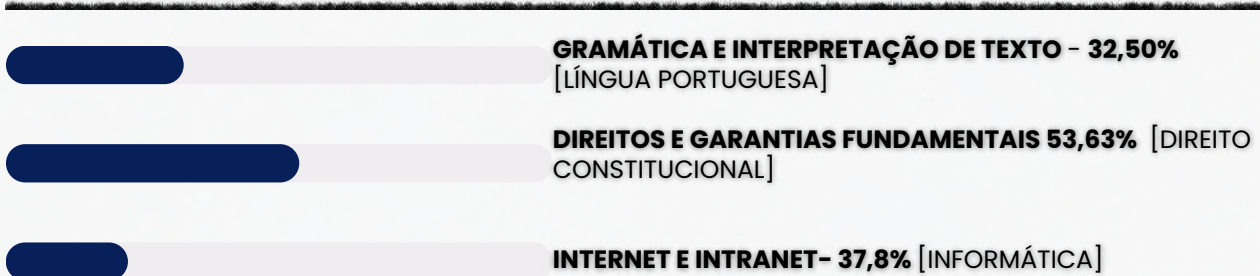 GRAMÁTICA E INTERPRETAÇÃO DE TEXTO - 32,50%
[LÍNGUA PORTUGUESA]
DIREITOS E GARANTIAS FUNDAMENTAIS 53,63% [DIREITO
CONSTITUCIONAL]
INTERNET E INTRANET- 37,8% [INFORMÁTICA]